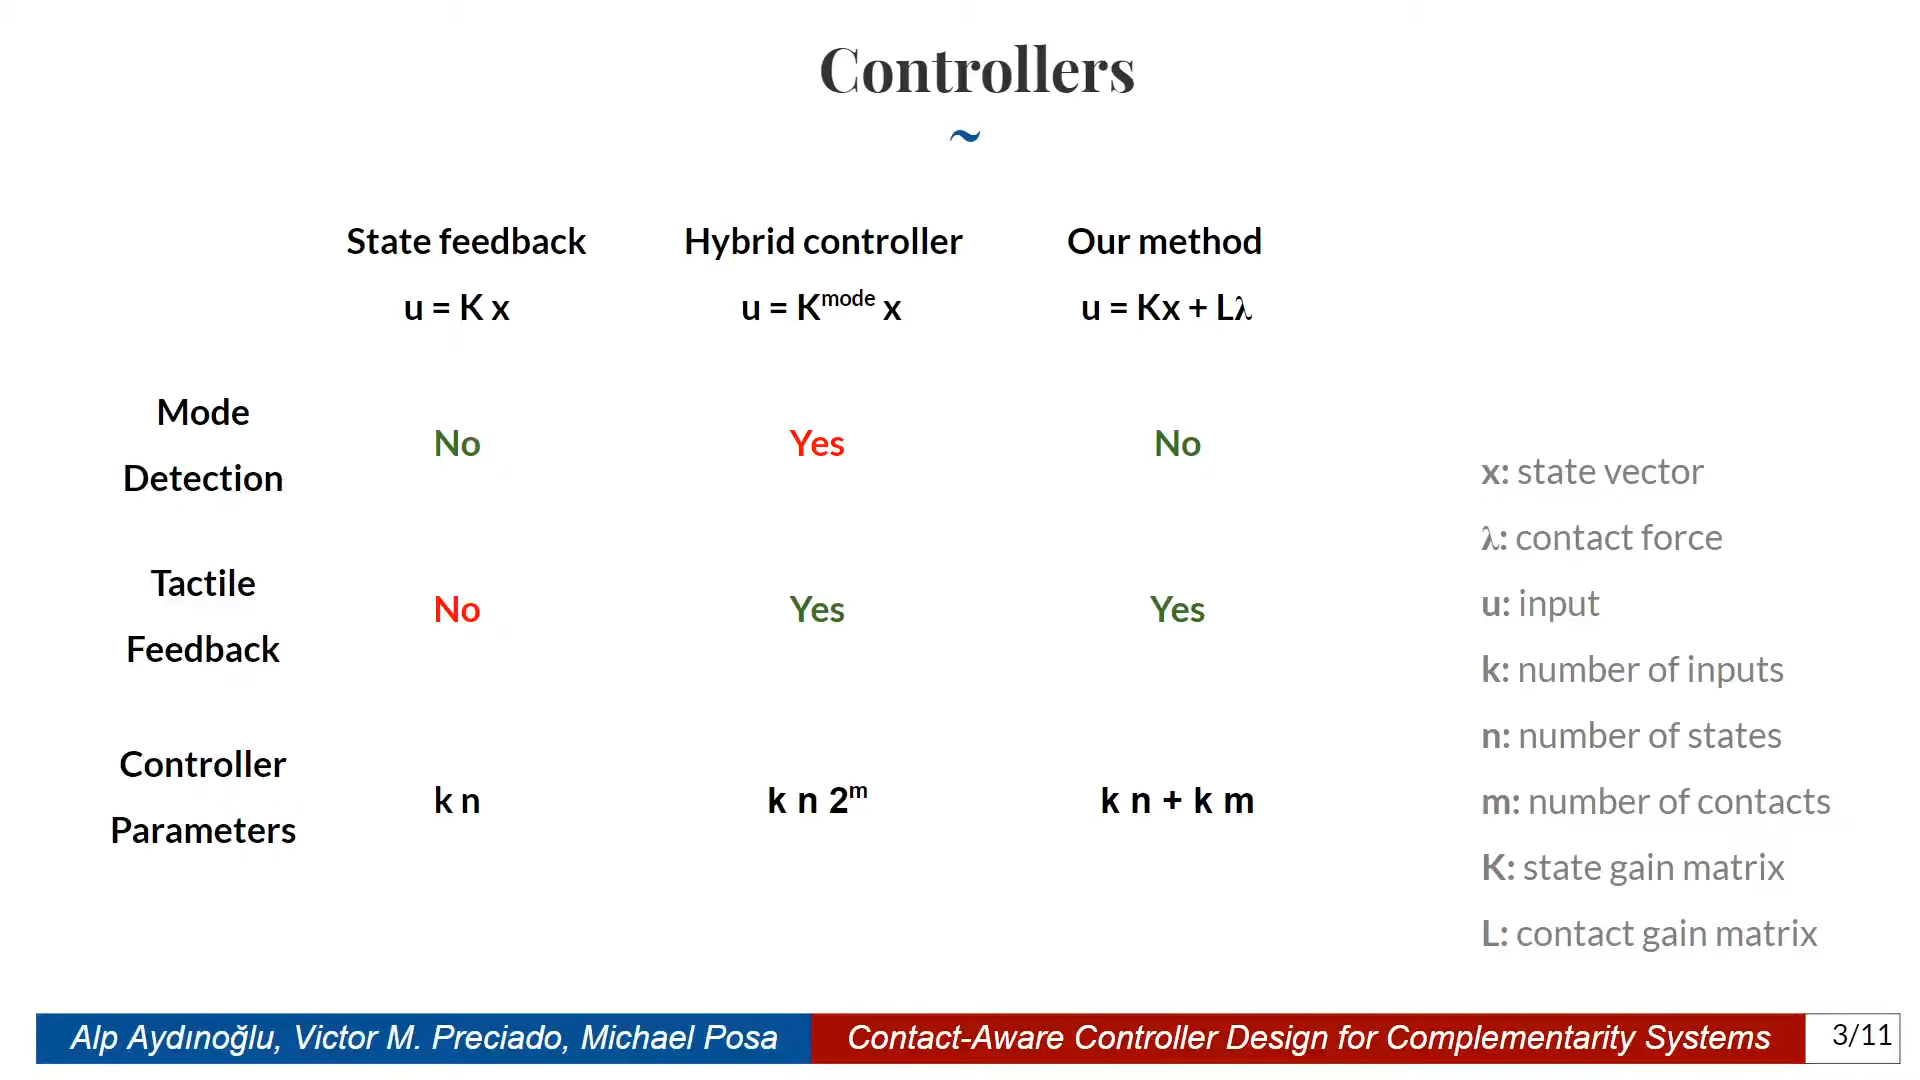 Controllers
~
State feedback Hybrid controller Our method
u = K x u = K^mode x u = Kx + Lλ
Mode
Detection
No Yes No
Tactile
Feedback
No Yes Yes
Controller
Parameters
k n k n 2^m k n + k m
x: state vector
λ: contact force
u: input
k: number of inputs
n: number of states
m: number of contacts
K: state gain matrix
L: contact gain matrix
Alp Aydınoğlu, Victor M. Preciado, Michael Posa Contact-Aware Controller Design for Complementarity Systems 3/11